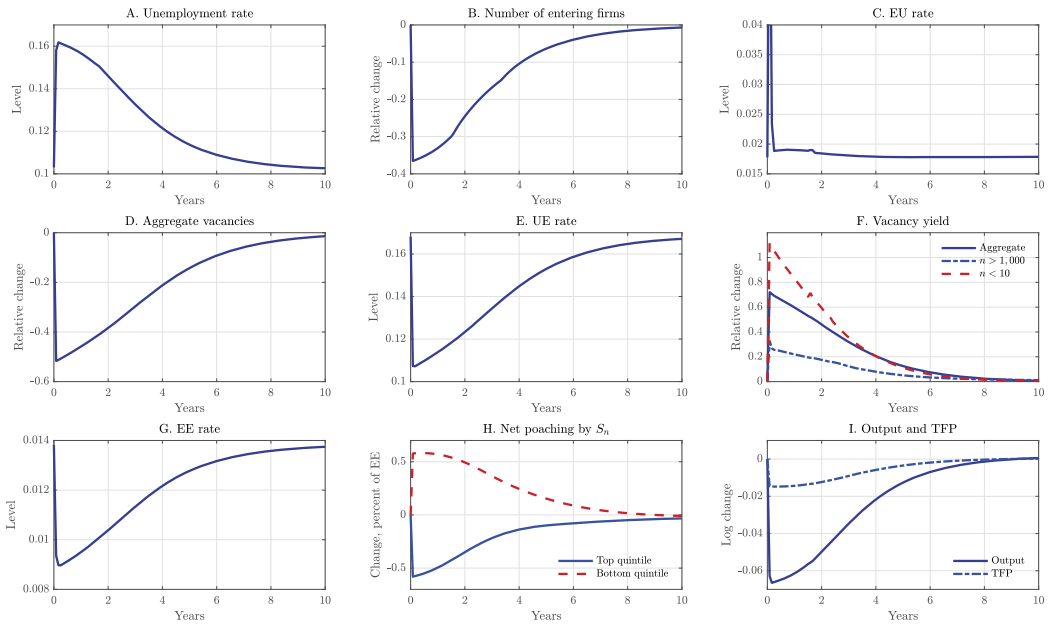 A. Unemployment rate
0.16
0.14
0.12
0.1
Level
0 2 4 6 8 10
Years
B. Number of entering firms
0
-0.1
-0.2
-0.3
-0.4
Relative change
0 2 4 6 8 10
Years
C. EU rate
0.04
0.035
0.03
0.025
0.02
0.015
Level
0 2 4 6 8 10
Years
D. Aggregate vacancies
0
-0.2
-0.4
-0.6
Relative change
0 2 4 6 8 10
Years
E. UE rate
0.16
0.14
0.12
0.1
Level
0 2 4 6 8 10
Years
F. Vacancy yield
1
0.8
0.6
0.4
0.2
0
Relative change
Aggregate
n > 1,000
n < 10
0 2 4 6 8 10
Years
G. EE rate
0.014
0.012
0.01
0.008
Level
0 2 4 6 8 10
Years
H. Net poaching by Sₙ
0.5
0
-0.5
Change, percent of EE
Top quintile
Bottom quintile
0 2 4 6 8 10
Years
I. Output and TFP
0
-0.02
-0.04
-0.06
Log change
Output
TFP
0 2 4 6 8 10
Years